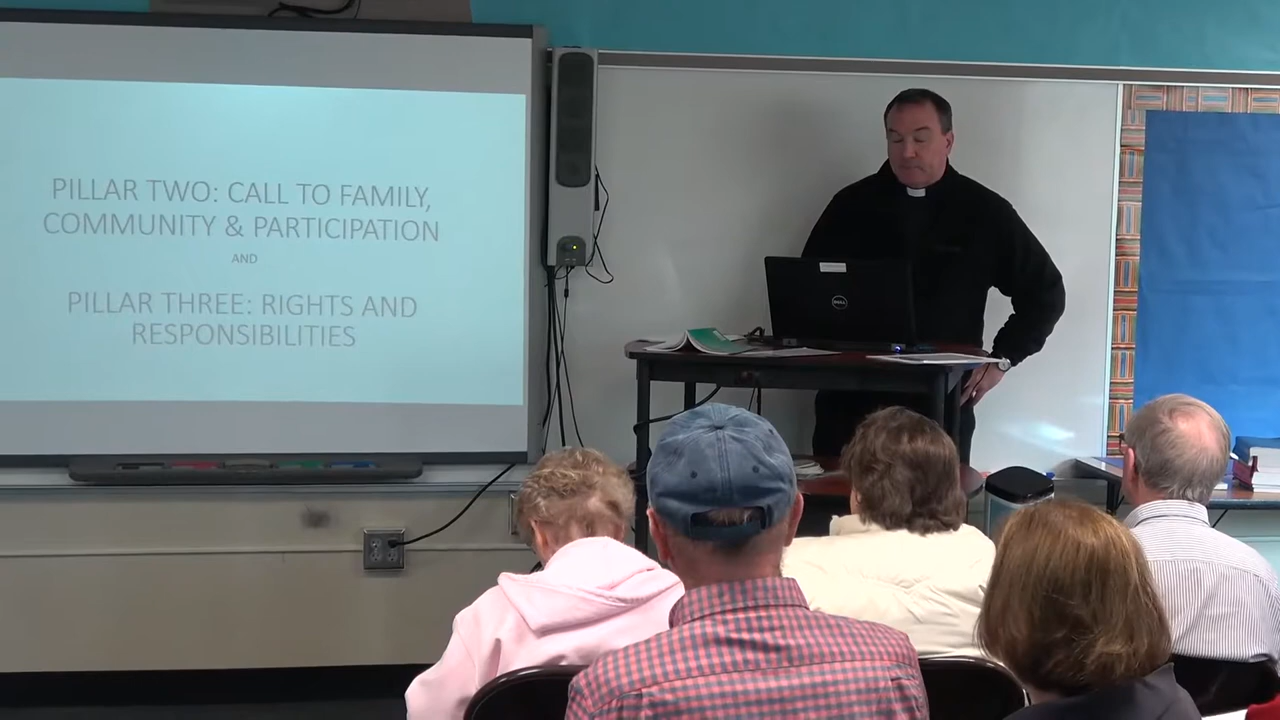 PILLAR TWO: CALL TO FAMILY,
COMMUNITY & PARTICIPATION
AND
PILLAR THREE: RIGHTS AND
RESPONSIBILITIES
DELL